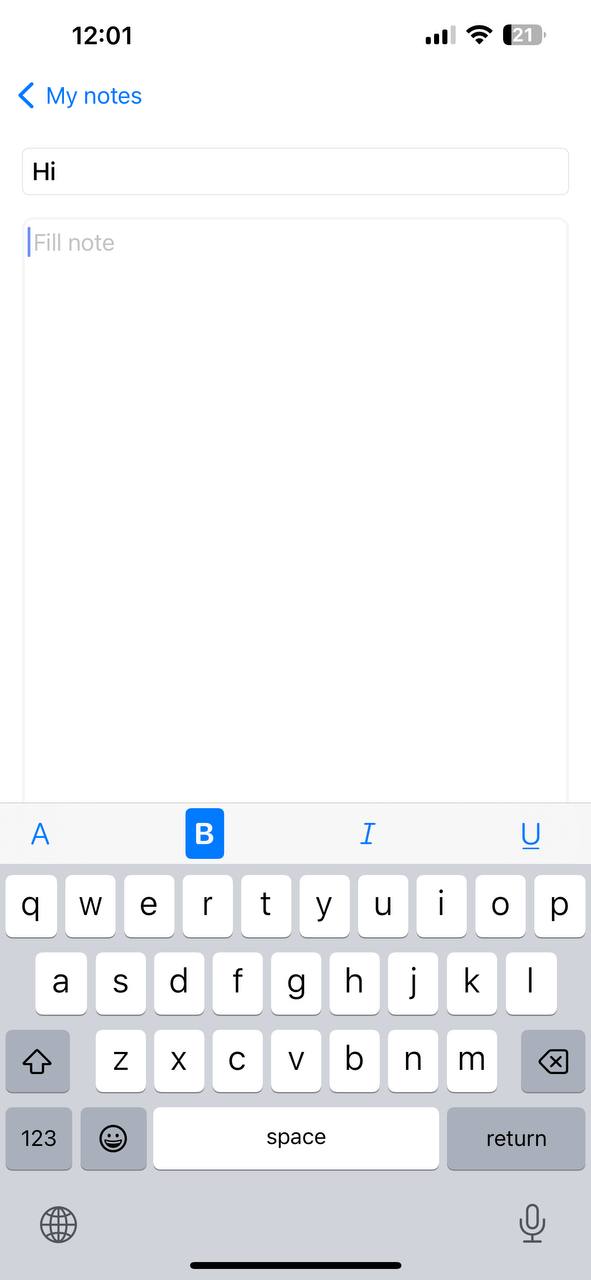 12:01
21
My notes
Hi
Fill note
A B I U
q w e r t y u i o p
a s d f g h j k l
z x c v b n m
123 space return